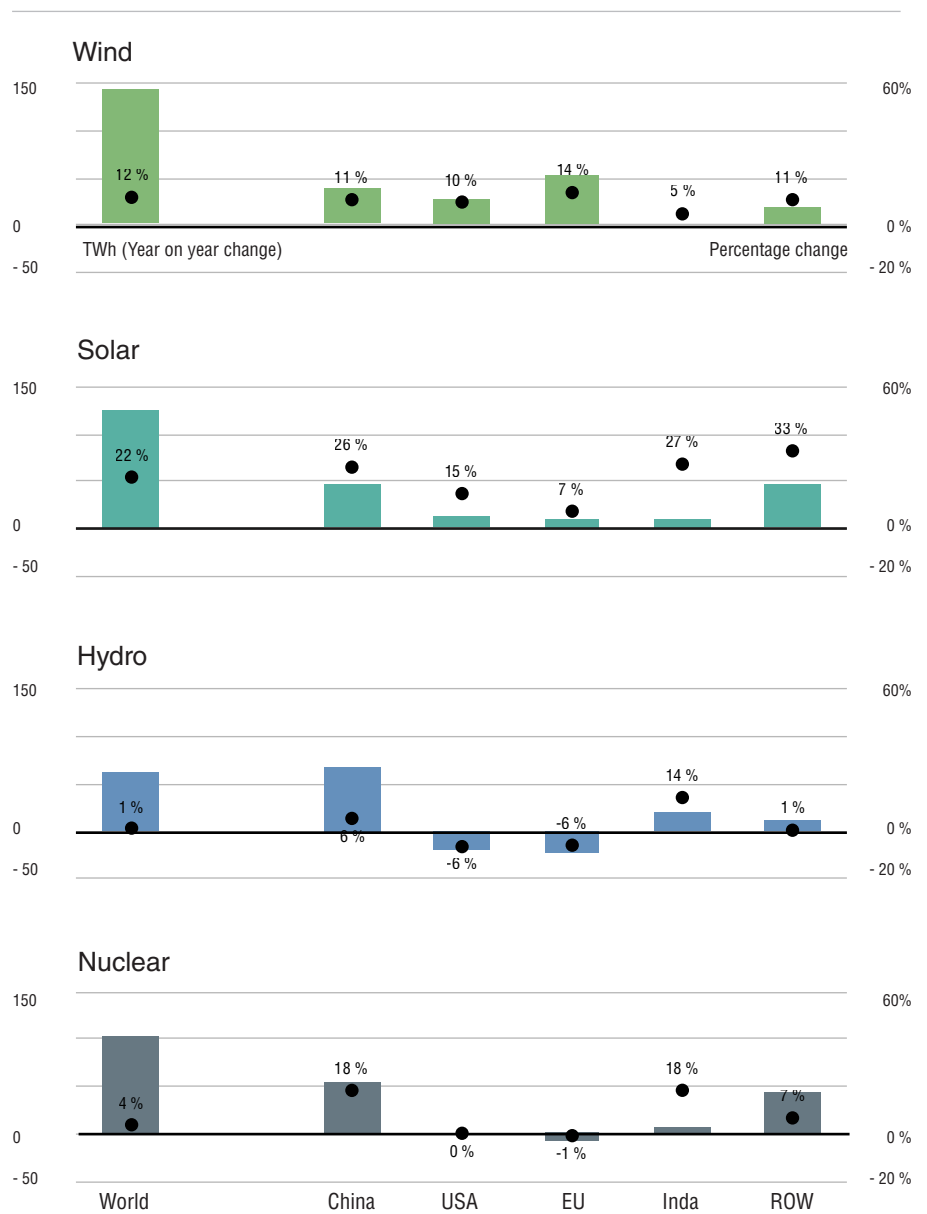 Wind
150 60%
12 % 11 % 10 % 14 % 5 % 11 %
0 0 %
TWh (Year on year change) Percentage change
- 50 - 20 %
Solar
150 60%
22 % 26 % 15 % 7 % 27 % 33 %
0 0 %
- 50 - 20 %
Hydro
150 60%
1 % 6 % -6 % -6 % 14 % 1 %
0 0 %
- 50 - 20 %
Nuclear
150 60%
4 % 18 % 0 % -1 % 18 % 7 %
0 0 %
- 50 - 20 %
World China USA EU Inda ROW